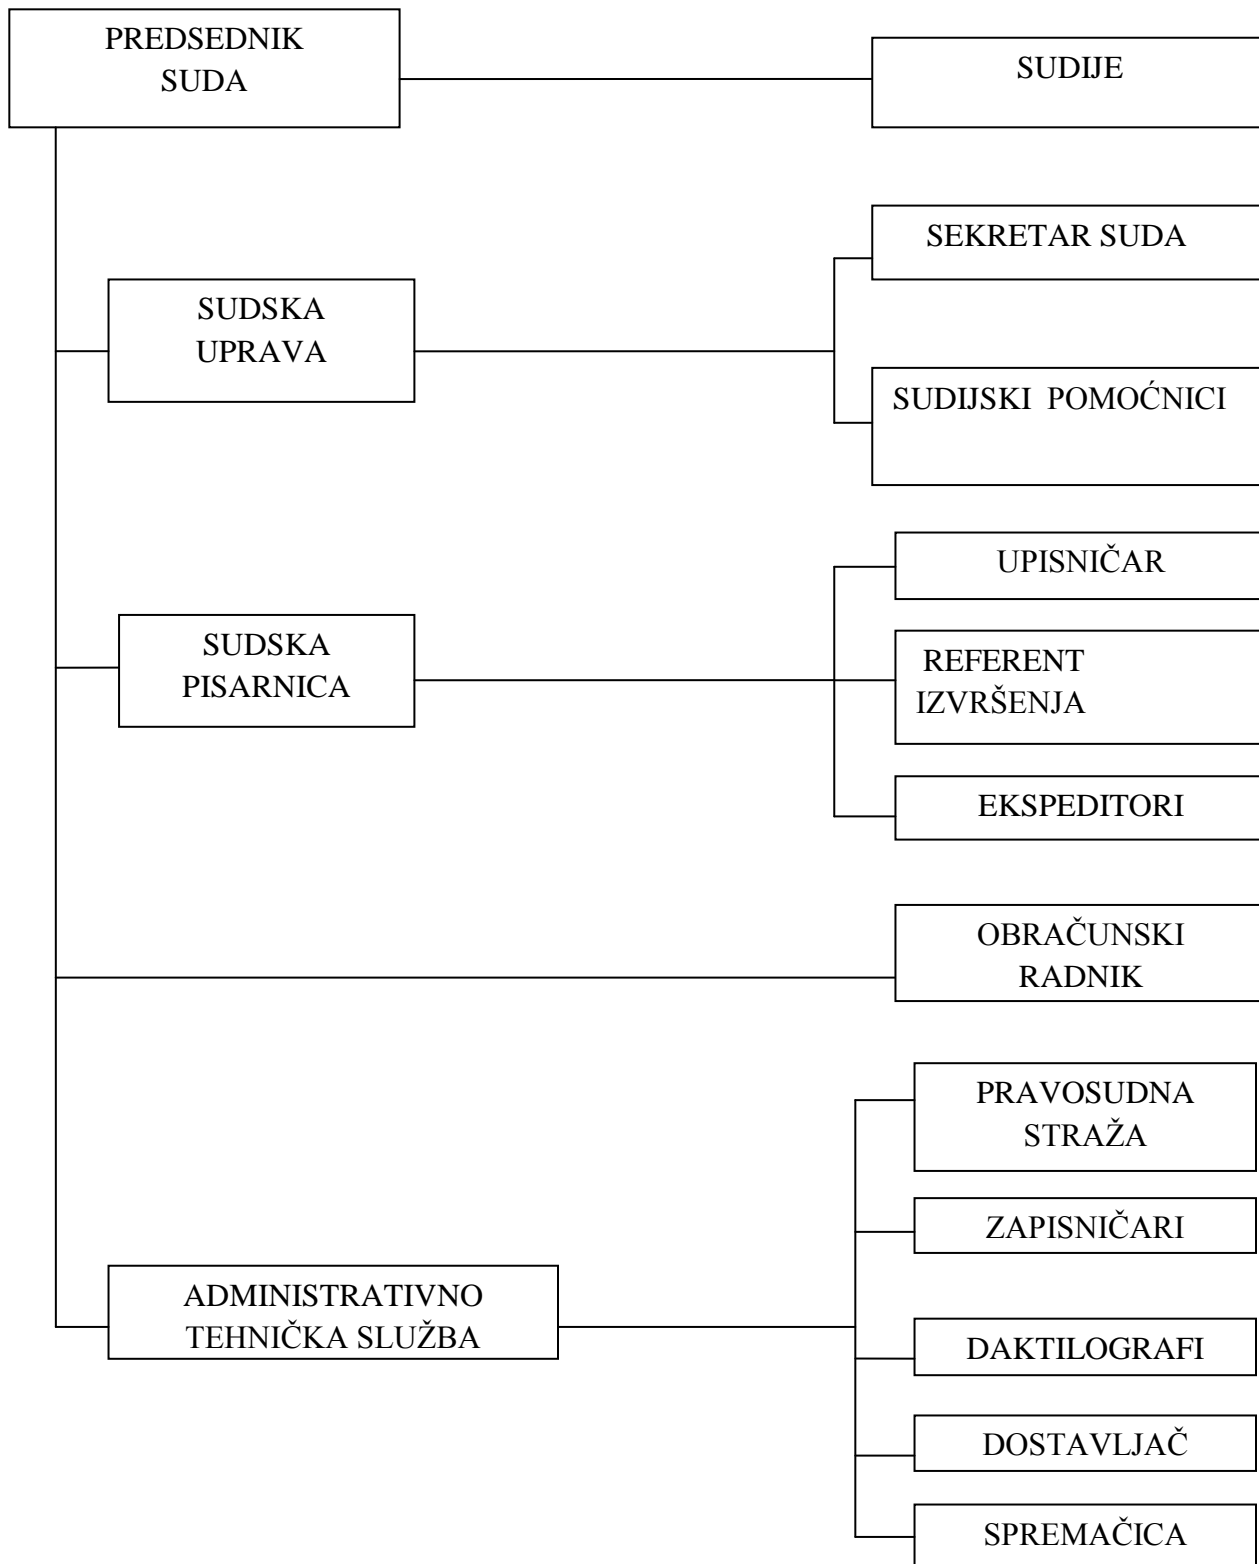 PREDSEDNIK
SUDA
SUDIJE
SEKRETAR SUDA
SUDSKA
UPRAVA
SUDIJSKI POMOĆNICI
UPISNIČAR
SUDSKA
PISARNICA
REFERENT
IZVRŠENJA
EKSPEDITORI
OBRAČUNSKI
RADNIK
PRAVOSUDNA
STRAŽA
ZAPISNIČARI
ADMINISTRATIVNO
TEHNIČKA SLUŽBA
DAKTILOGRAFI
DOSTAVLJAČ
SPREMAČICA